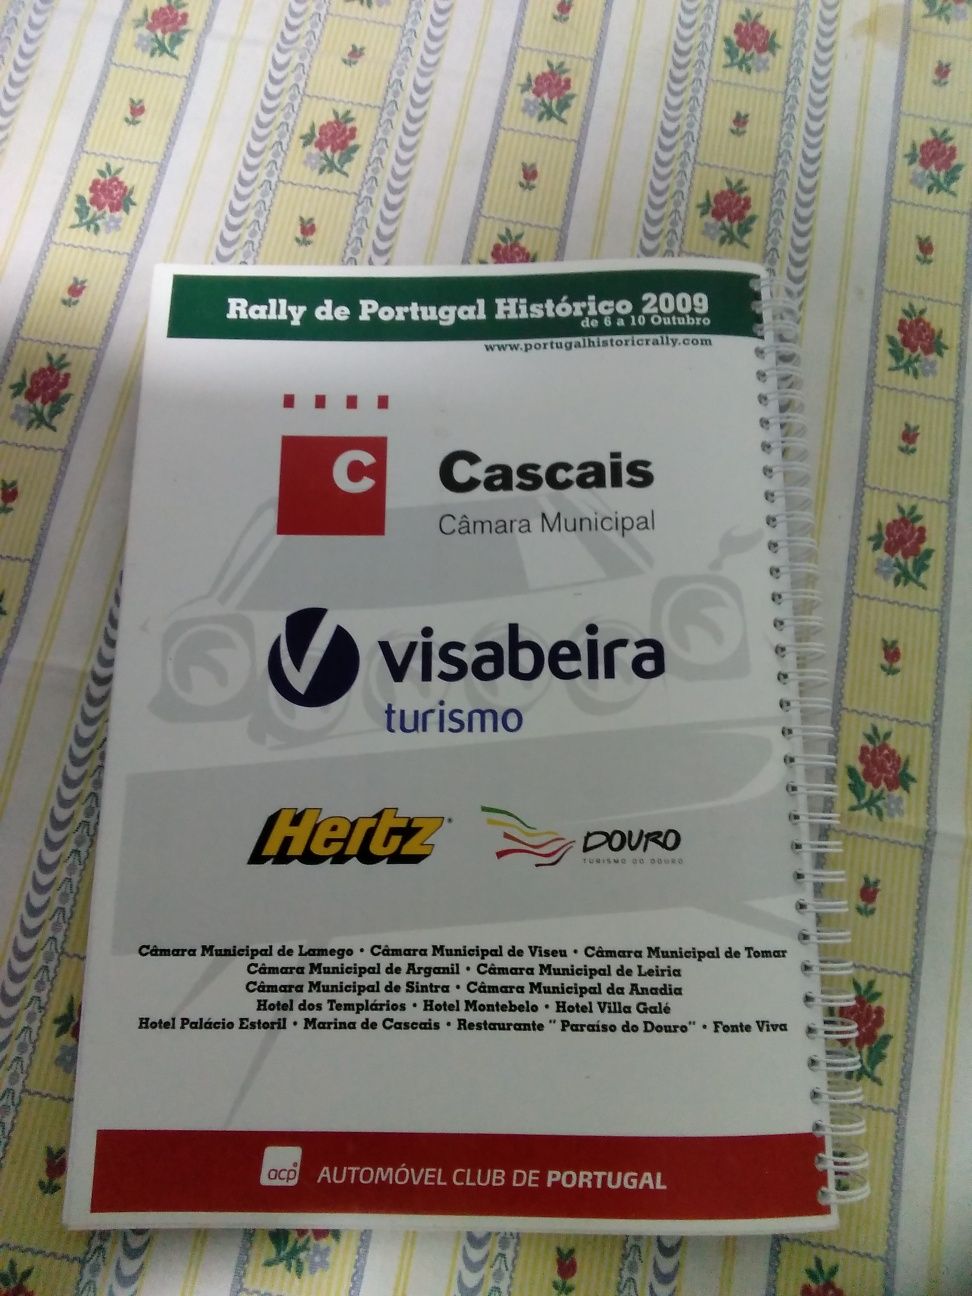 Rally de Portugal Histórico 2009
de 6 a 10 Outubro
www.portugalhistoricrally.com
C
Cascais
Câmara Municipal
visabeira
turismo
Hertz
DOURO
TURISMO DO DOURO
Câmara Municipal de Lamego • Câmara Municipal de Viseu • Câmara Municipal de Tomar
Câmara Municipal de Arganil • Câmara Municipal de Leiria
Câmara Municipal de Sintra • Câmara Municipal da Anadia
Hotel dos Templários • Hotel Montebelo • Hotel Villa Galé
Hotel Palácio Estoril • Marina de Cascais • Restaurante " Paraíso do Douro" • Fonte Viva
acp AUTOMÓVEL CLUB DE PORTUGAL